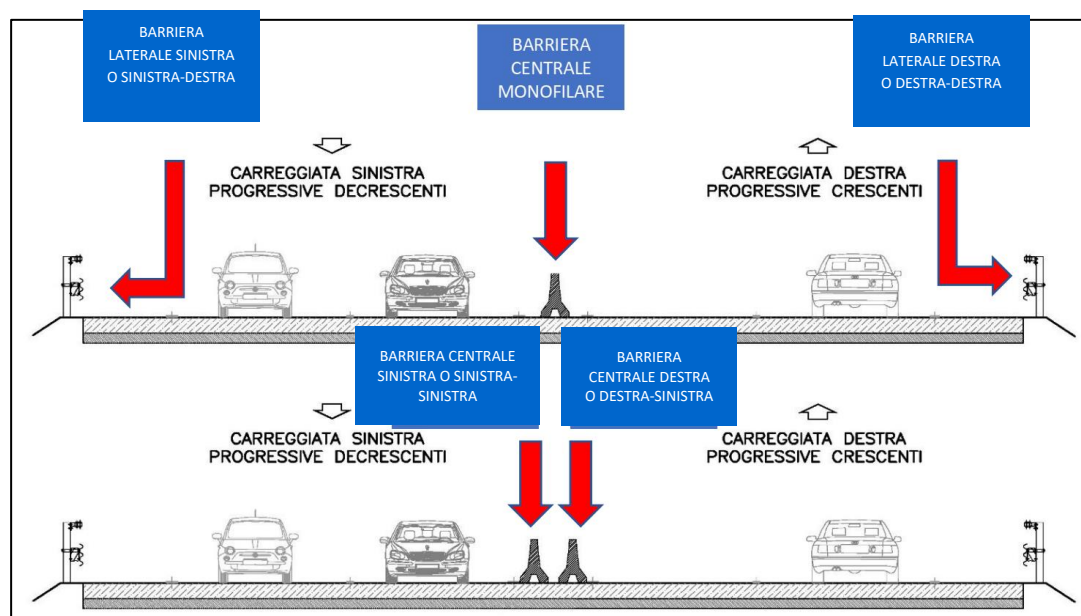 BARRIERA
LATERALE SINISTRA
O SINISTRA-DESTRA
BARRIERA
CENTRALE
MONOFILARE
BARRIERA
LATERALE DESTRA
O DESTRA-DESTRA
CARREGGIATA SINISTRA
PROGRESSIVE DECRESCENTI
CARREGGIATA DESTRA
PROGRESSIVE CRESCENTI
BARRIERA CENTRALE
SINISTRA O SINISTRA-
SINISTRA
BARRIERA
CENTRALE DESTRA
O DESTRA-SINISTRA
CARREGGIATA SINISTRA
PROGRESSIVE DECRESCENTI
CARREGGIATA DESTRA
PROGRESSIVE CRESCENTI